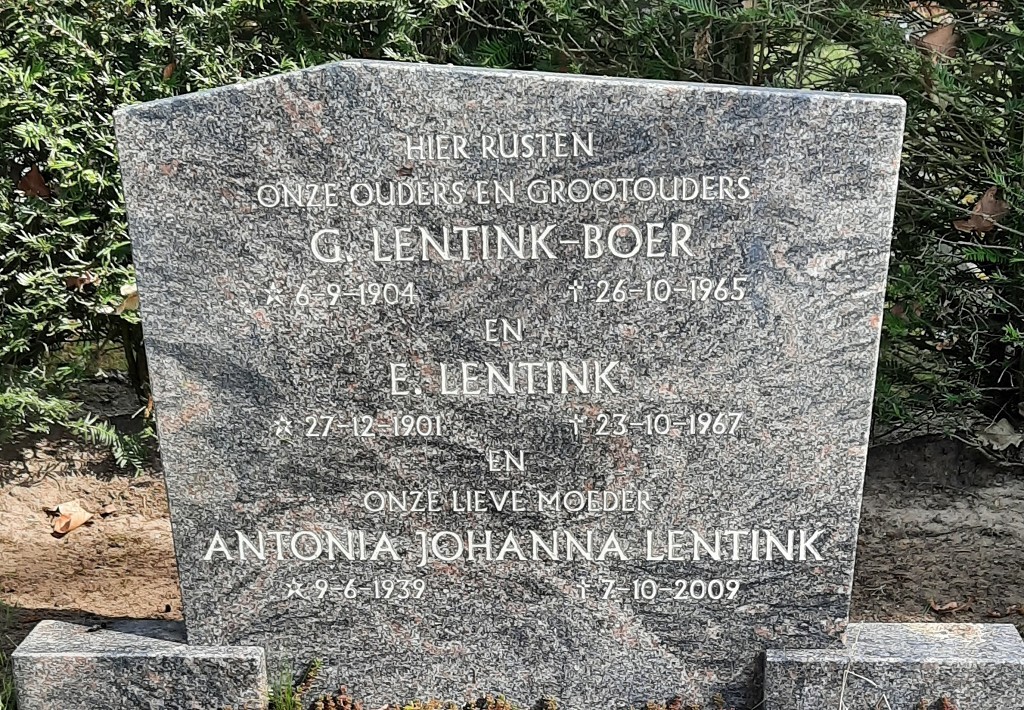 HIER RUSTEN
ONZE OUDERS EN GROOTOUDERS
G. LENTINK-BOER
☆ 6-9-1904 † 26-10-1965
EN
E. LENTINK
☆ 27-12-1901 † 23-10-1967
EN
ONZE LIEVE MOEDER
ANTONIA JOHANNA LENTINK
☆ 9-6-1939 † 7-10-2009